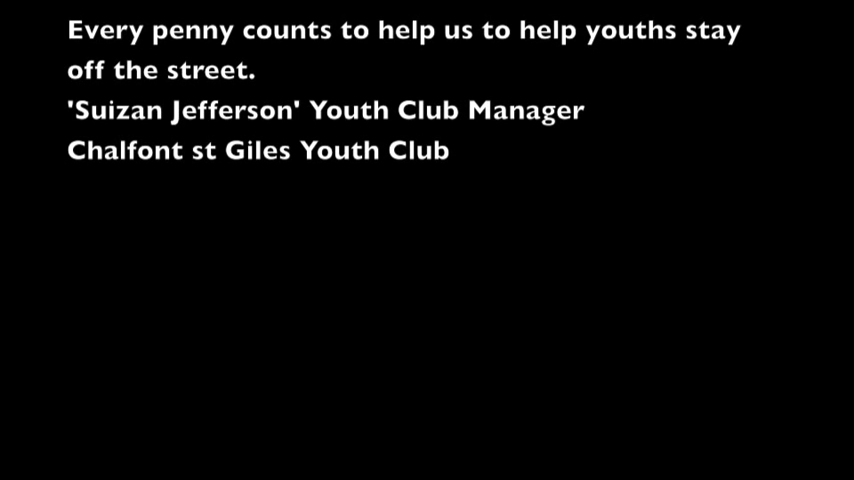 Every penny counts to help us to help youths stay
off the street.
'Suizan Jefferson' Youth Club Manager
Chalfont st Giles Youth Club